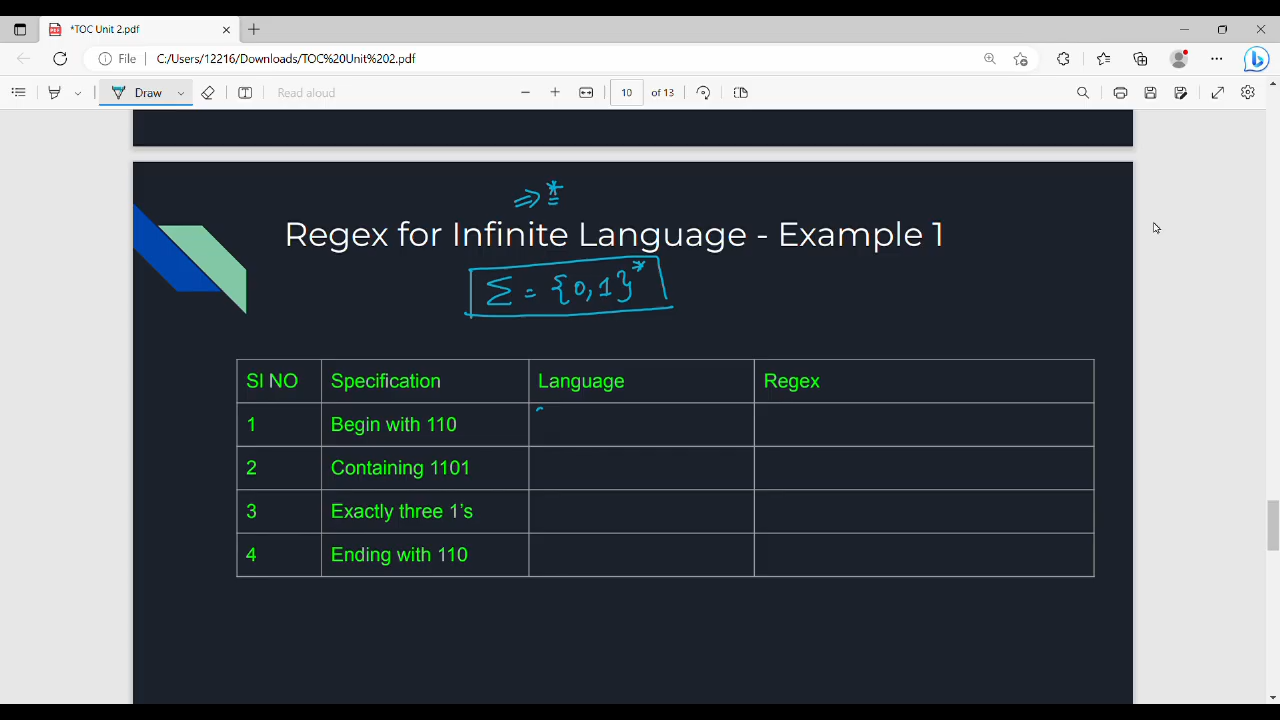 *TOC Unit 2.pdf
File C:/Users/12216/Downloads/TOC%20Unit%202.pdf
Draw Read aloud 10 of 13
⇒ *
Regex for Infinite Language - Example 1
Σ = {0,1}*
SI NO Specification Language Regex
1 Begin with 110
2 Containing 1101
3 Exactly three 1's
4 Ending with 110